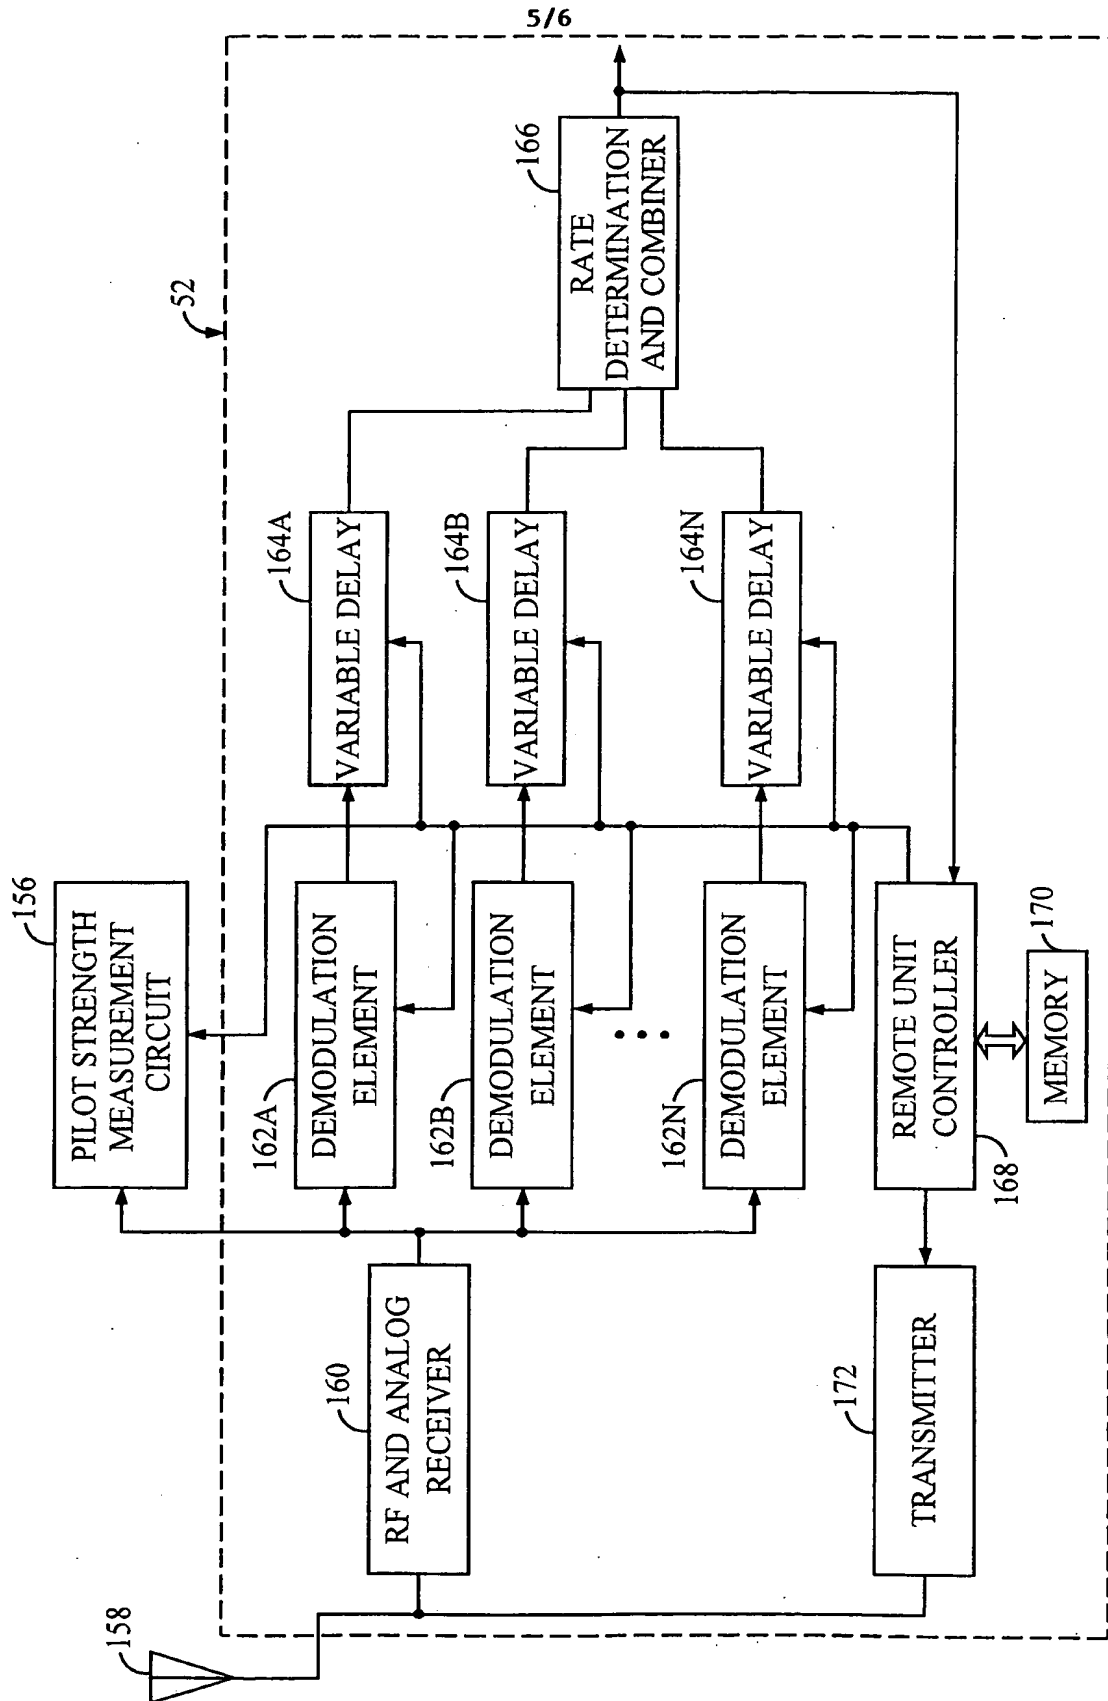 5/6
52
158
160
RF AND ANALOG
RECEIVER
156
PILOT STRENGTH
MEASUREMENT
CIRCUIT
162A
DEMODULATION
ELEMENT
164A
VARIABLE DELAY
162B
DEMODULATION
ELEMENT
164B
VARIABLE DELAY
162N
DEMODULATION
ELEMENT
164N
VARIABLE DELAY
166
RATE
DETERMINATION
AND COMBINER
172
TRANSMITTER
168
REMOTE UNIT
CONTROLLER
170
MEMORY